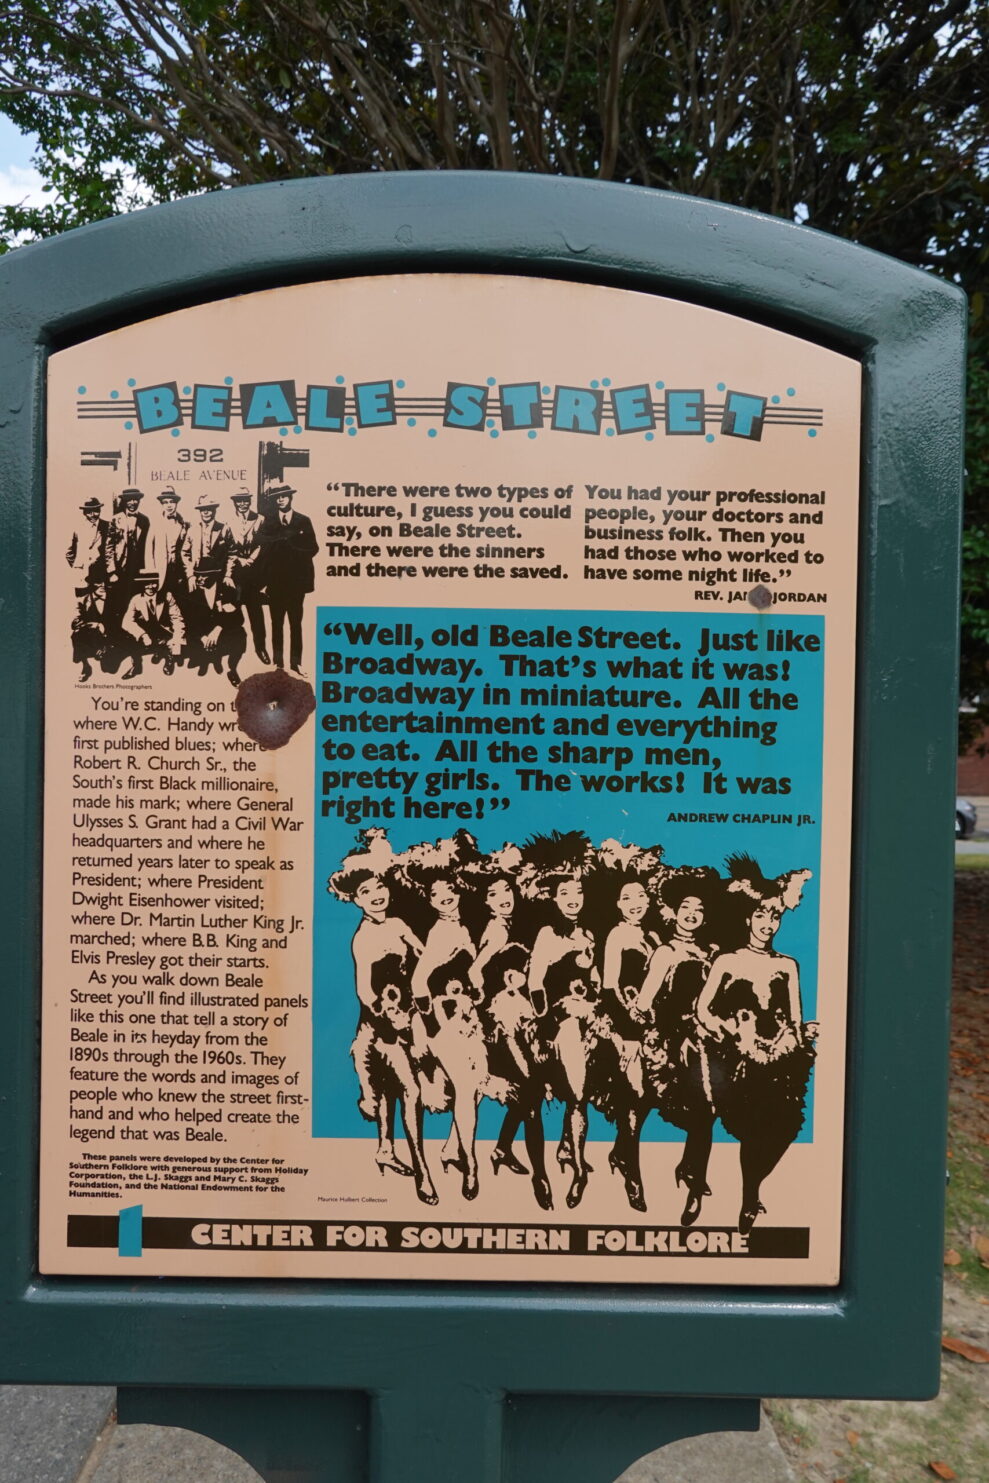 BEALE STREET
392
BEALE AVENUE
Hooks Brothers Photographers
"There were two types of
culture, I guess you could
say, on Beale Street.
There were the sinners
and there were the saved.
You had your professional
people, your doctors and
business folk. Then you
had those who worked to
have some night life."
REV. JORDAN
"Well, old Beale Street. Just like
Broadway. That's what it was!
Broadway in miniature. All the
entertainment and everything
to eat. All the sharp men,
pretty girls. The works! It was
right here!"
ANDREW CHAPLIN JR.
You're standing on
where W.C. Handy
first published blues; where
Robert R. Church Sr., the
South's first Black millionaire,
made his mark; where General
Ulysses S. Grant had a Civil War
headquarters and where he
returned years later to speak as
President; where President
Dwight Eisenhower visited;
where Dr. Martin Luther King Jr.
marched; where B.B. King and
Elvis Presley got their starts.
As you walk down Beale
Street you'll find illustrated panels
like this one that tell a story of
Beale in its heyday from the
1890s through the 1960s. They
feature the words and images of
people who knew the street first-
hand and who helped create the
legend that was Beale.
These panels were developed by the Center for
Southern Folklore with generous support from Holiday
Corporation, the L.J. Skaggs and Mary C. Skaggs
Foundation, and the National Endowment for the
Humanities.
Maurice Hulbert Collection
1
CENTER FOR SOUTHERN FOLKLORE